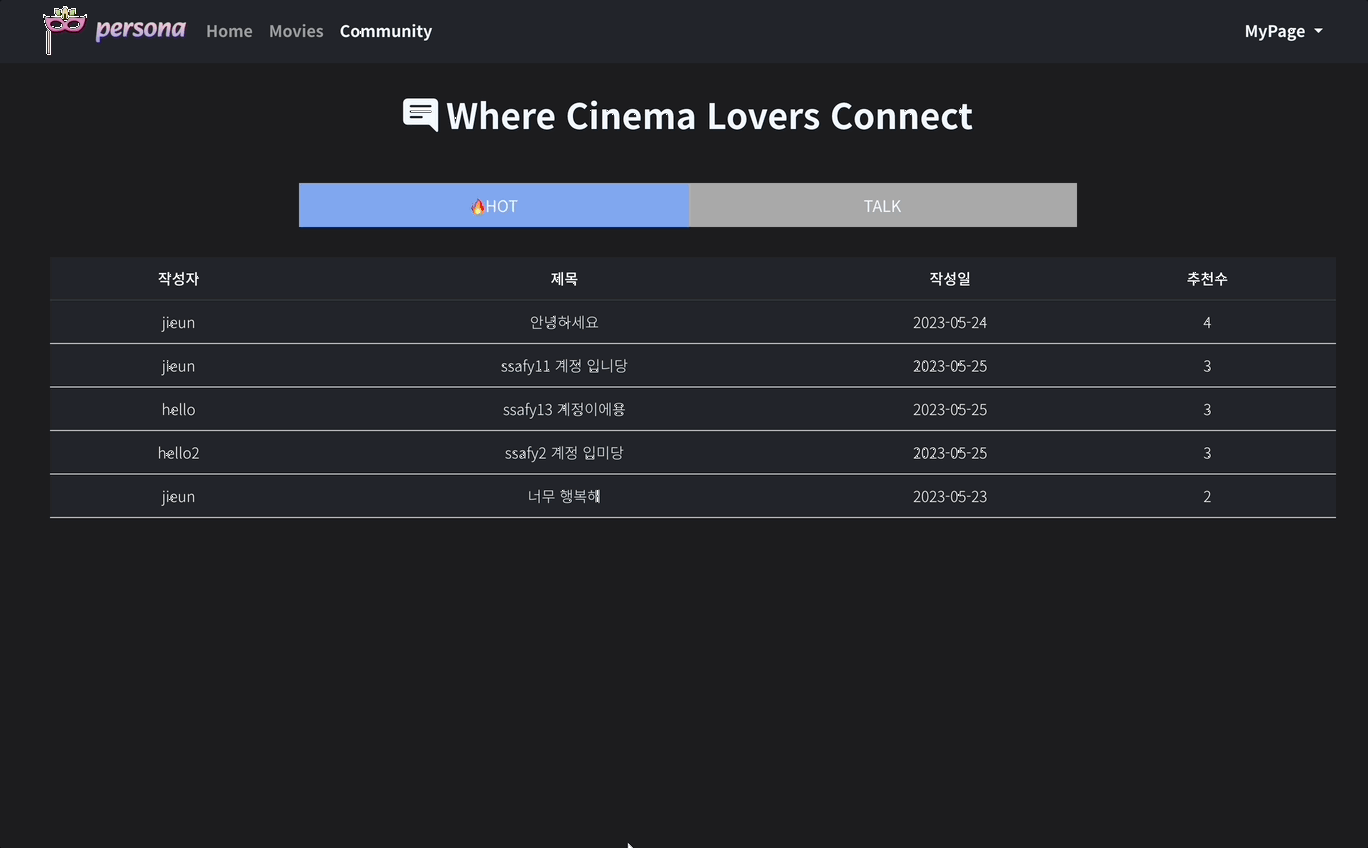 persona Home Movies Community MyPage
Where Cinema Lovers Connect
🔥HOT TALK
작성자 제목 작성일 추천수
jieun 안녕하세요 2023-05-24 4
jieun ssafy11 계정 입니당 2023-05-25 3
hello ssafy13 계정이에용 2023-05-25 3
hello2 ssafy2 계정 입미당 2023-05-25 3
jieun 너무 행복해 2023-05-23 2